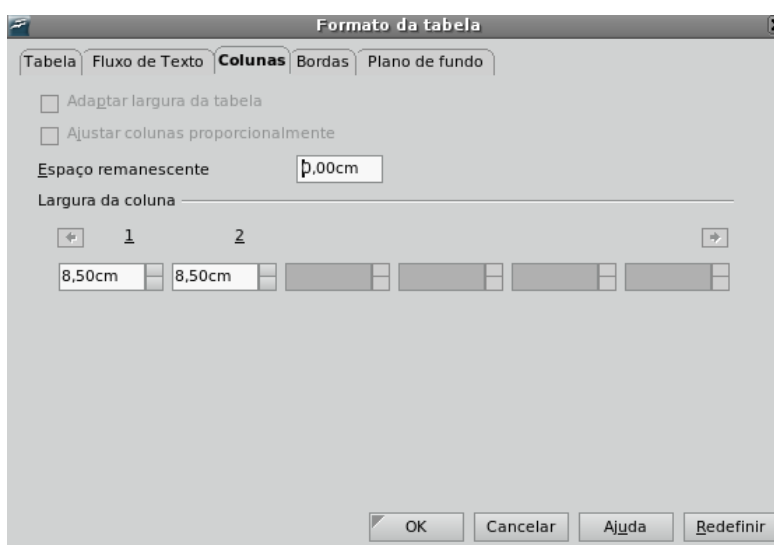 Formato da tabela
Tabela Fluxo de Texto Colunas Bordas Plano de fundo
Adaptar largura da tabela
Ajustar colunas proporcionalmente
Espaço remanescente 0,00cm
Largura da coluna
1 2
8,50cm 8,50cm
OK Cancelar Ajuda Redefinir